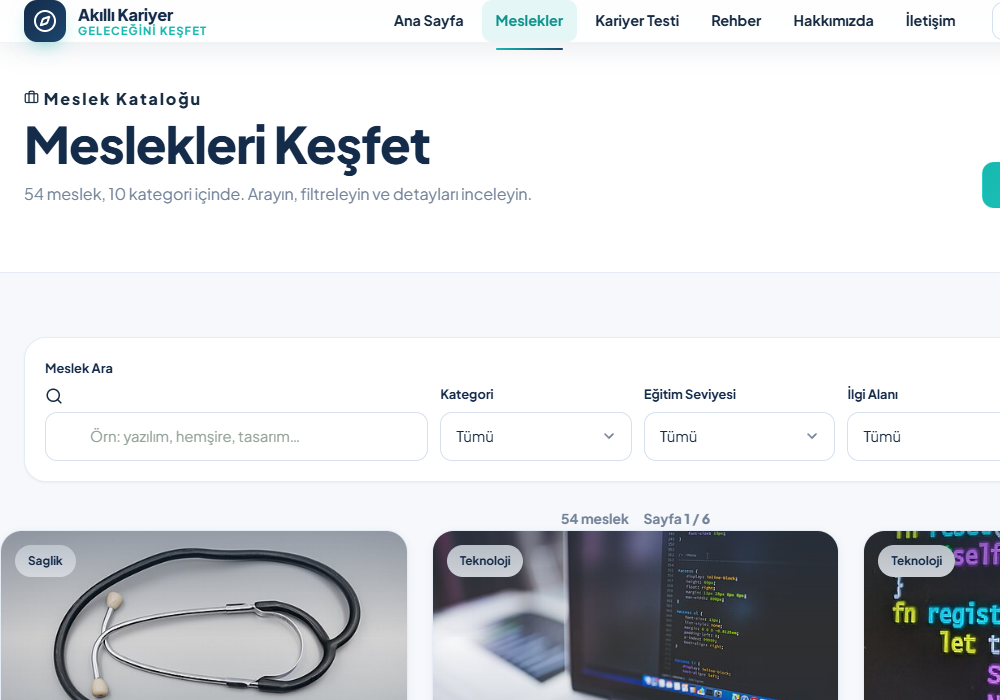 Akıllı Kariyer
GELECEĞİNİ KEŞFET
Ana Sayfa Meslekler Kariyer Testi Rehber Hakkımızda İletişim
Meslek Kataloğu
Meslekleri Keşfet
54 meslek, 10 kategori içinde. Arayın, filtreleyin ve detayları inceleyin.
Meslek Ara
Kategori Eğitim Seviyesi İlgi Alanı
Örn: yazılım, hemşire, tasarım... Tümü Tümü Tümü
54 meslek Sayfa 1 / 6
Saglik Teknoloji Teknoloji
}
fn regist
let